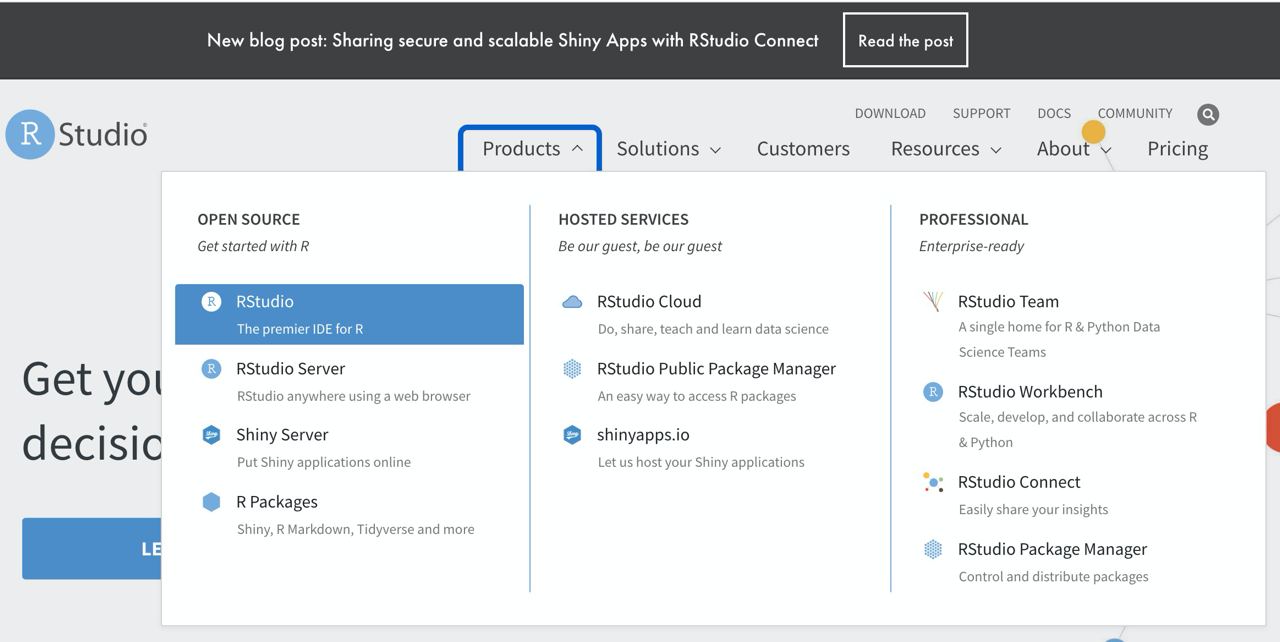 New blog post: Sharing secure and scalable Shiny Apps with RStudio Connect
Read the post
R Studio®
DOWNLOAD SUPPORT DOCS COMMUNITY
Products Solutions Customers Resources About Pricing
OPEN SOURCE
Get started with R
R RStudio
The premier IDE for R
R RStudio Server
RStudio anywhere using a web browser
Shiny Shiny Server
Put Shiny applications online
R Packages
Shiny, R Markdown, Tidyverse and more
HOSTED SERVICES
Be our guest, be our guest
RStudio Cloud
Do, share, teach and learn data science
RStudio Public Package Manager
An easy way to access R packages
Shiny shinyapps.io
Let us host your Shiny applications
PROFESSIONAL
Enterprise-ready
RStudio Team
A single home for R & Python Data
Science Teams
R RStudio Workbench
Scale, develop, and collaborate across R
& Python
RStudio Connect
Easily share your insights
RStudio Package Manager
Control and distribute packages
Get you
decisio
LE